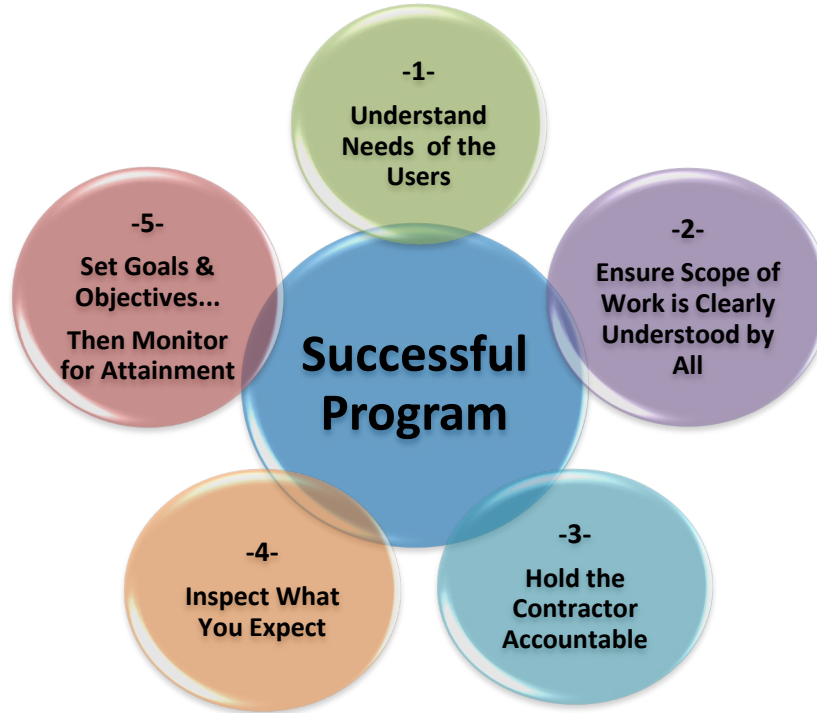 -1-
Understand
Needs of the
Users
-2-
Ensure Scope of
Work is Clearly
Understood by
All
-3-
Hold the
Contractor
Accountable
-4-
Inspect What
You Expect
-5-
Set Goals &
Objectives...
Then Monitor
for Attainment
Successful
Program